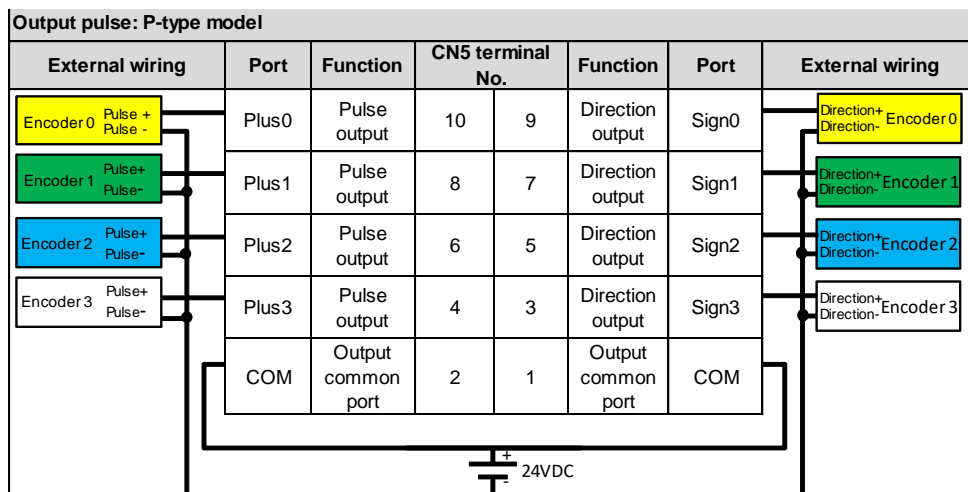 Output pulse: P-type model
External wiring Port Function CN5 terminal No. Function Port External wiring
Encoder 0 Pulse + Pulse - Plus0 Pulse output 10 9 Direction output Sign0 Direction+ Direction- Encoder 0
Encoder 1 Pulse+ Pulse- Plus1 Pulse output 8 7 Direction output Sign1 Direction+ Direction- Encoder 1
Encoder 2 Pulse+ Pulse- Plus2 Pulse output 6 5 Direction output Sign2 Direction+ Direction- Encoder 2
Encoder 3 Pulse+ Pulse- Plus3 Pulse output 4 3 Direction output Sign3 Direction+ Direction- Encoder 3
COM Output common port 2 1 Output common port COM
+
24VDC
-